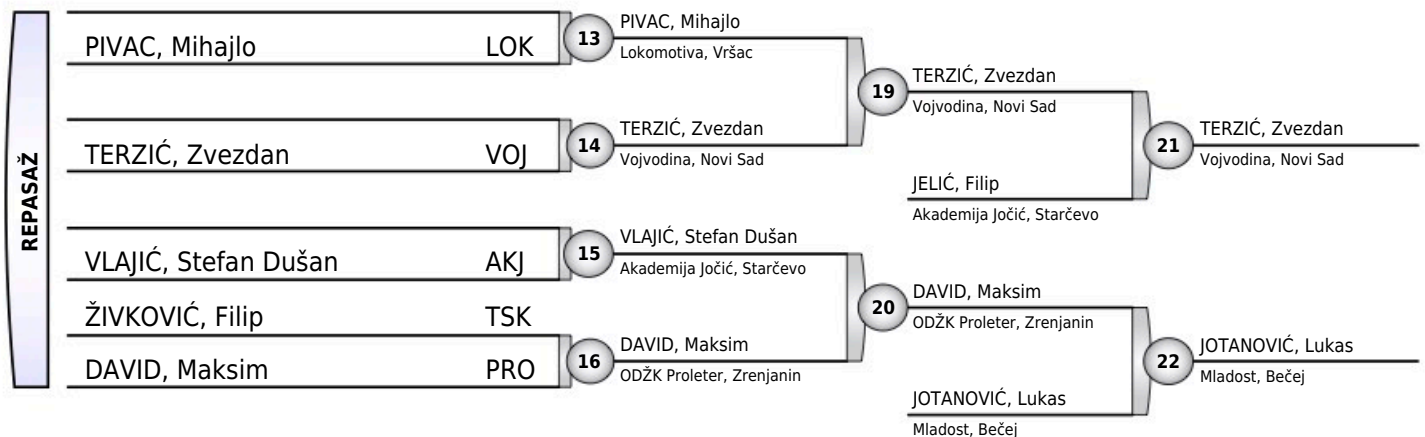 REPASAŽ
PIVAC, Mihajlo LOK
13
PIVAC, Mihajlo
Lokomotiva, Vršac
TERZIĆ, Zvezdan VOJ
14
TERZIĆ, Zvezdan
Vojvodina, Novi Sad
19
TERZIĆ, Zvezdan
Vojvodina, Novi Sad
JELIĆ, Filip
Akademija Jočić, Starčevo
21
TERZIĆ, Zvezdan
Vojvodina, Novi Sad
VLAJIĆ, Stefan Dušan AKJ
15
VLAJIĆ, Stefan Dušan
Akademija Jočić, Starčevo
ŽIVKOVIĆ, Filip TSK
DAVID, Maksim PRO
16
DAVID, Maksim
ODŽK Proleter, Zrenjanin
20
DAVID, Maksim
ODŽK Proleter, Zrenjanin
JOTANOVIĆ, Lukas
Mladost, Bečej
22
JOTANOVIĆ, Lukas
Mladost, Bečej